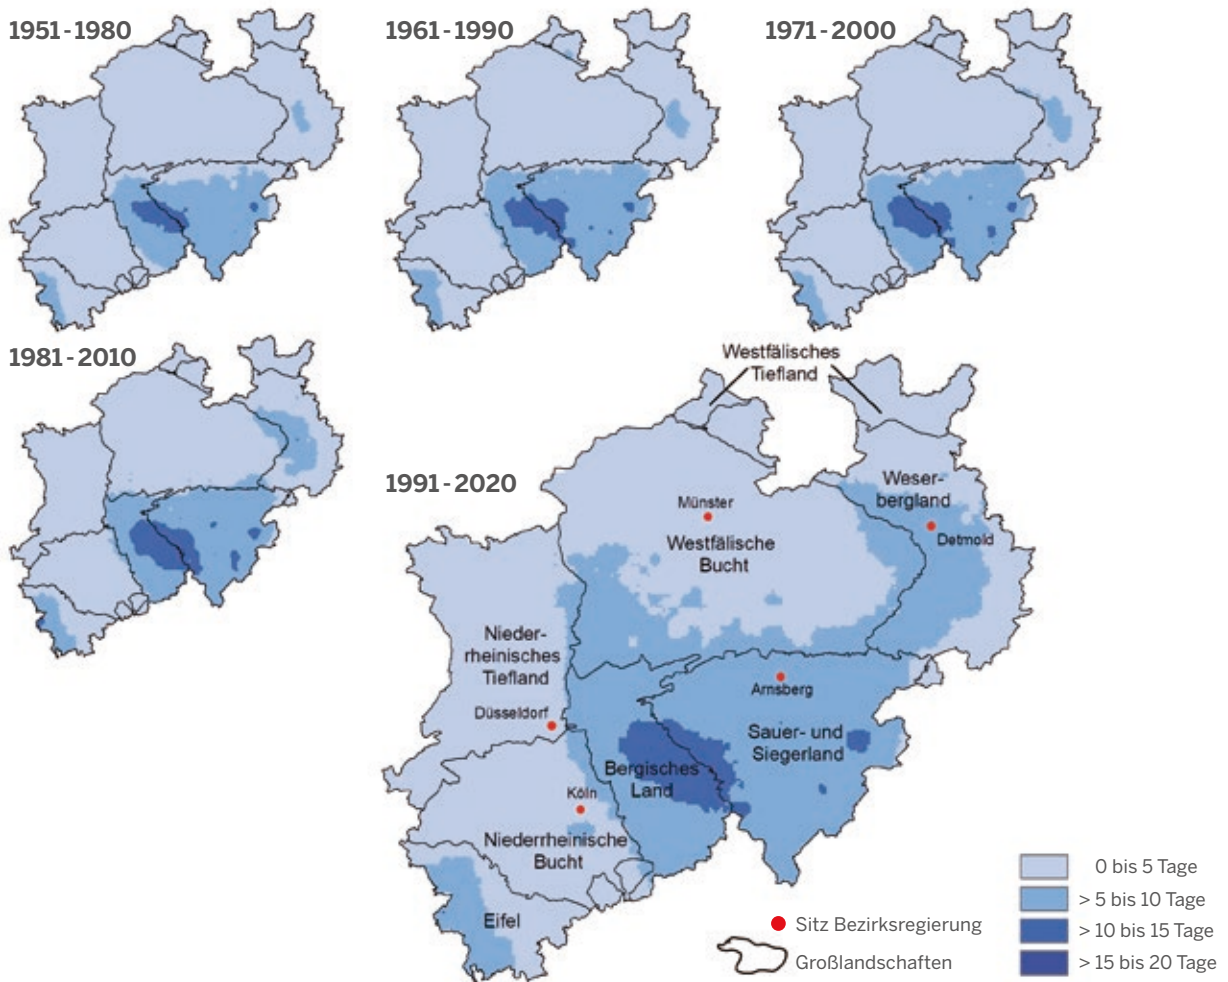 1951-1980
1961-1990
1971-2000
1981-2010
1991-2020
Westfälisches
Tiefland
Weser-
bergland
Münster
Detmold
Westfälische
Bucht
Nieder-
rheinisches
Tiefland
Arnsberg
Düsseldorf
Sauer- und
Siegerland
Bergisches
Land
Köln
Niederrheinische
Bucht
Eifel
Sitz Bezirksregierung
Großlandschaften
0 bis 5 Tage
> 5 bis 10 Tage
> 10 bis 15 Tage
> 15 bis 20 Tage